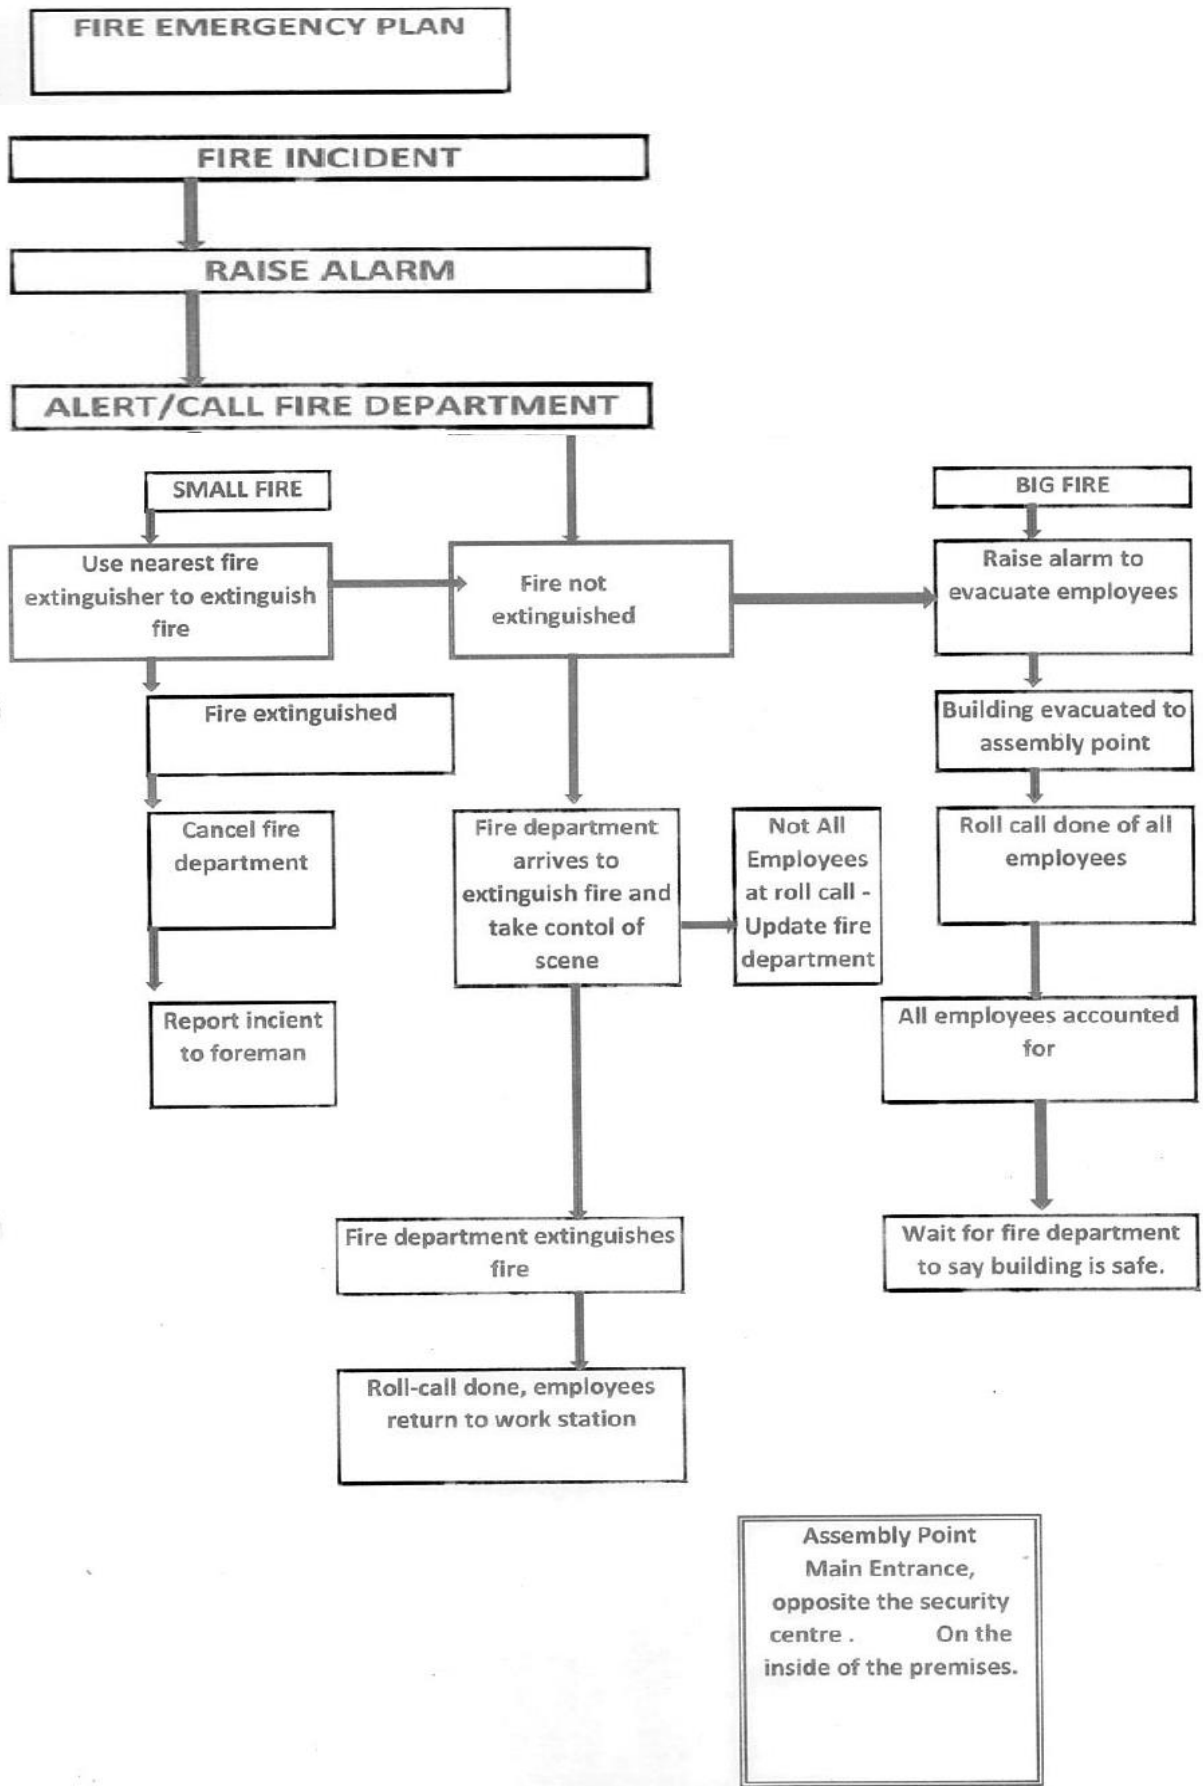 FIRE EMERGENCY PLAN
FIRE INCIDENT
RAISE ALARM
ALERT/CALL FIRE DEPARTMENT
SMALL FIRE
Use nearest fire
extinguisher to extinguish
fire
Fire extinguished
Cancel fire
department
Report incient
to foreman
Fire not
extinguished
Fire department
arrives to
extinguish fire and
take contol of
scene
Not All
Employees
at roll call -
Update fire
department
Fire department extinguishes
fire
Roll-call done, employees
return to work station
BIG FIRE
Raise alarm to
evacuate employees
Building evacuated to
assembly point
Roll call done of all
employees
All employees accounted
for
Wait for fire department
to say building is safe.
Assembly Point
Main Entrance,
opposite the security
centre . On the
inside of the premises.